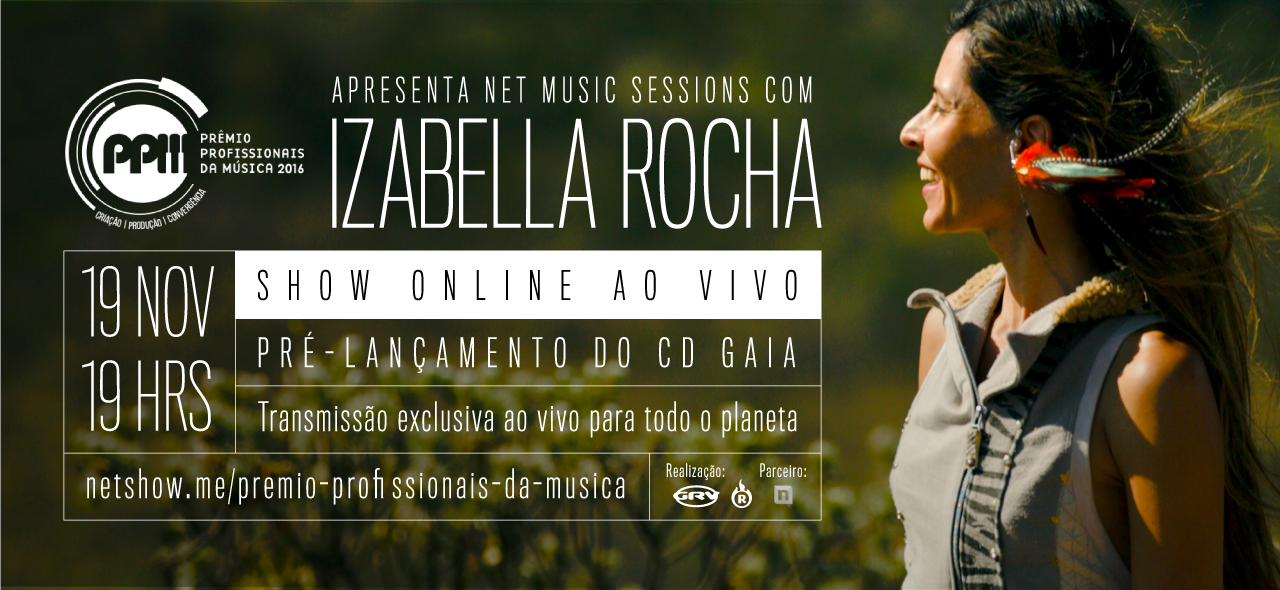 PPM
PRÊMIO
PROFISSIONAIS
DA MÚSICA 2016
CRIAÇÃO | PRODUÇÃO | CONVERGÊNCIA
APRESENTA NET MUSIC SESSIONS COM
IZABELLA ROCHA
19 NOV
19 HRS
SHOW ONLINE AO VIVO
PRÉ-LANÇAMENTO DO CD GAIA
Transmissão exclusiva ao vivo para todo o planeta
netshow.me/premio-profissionais-da-musica
Realização:
GRV
R
Parceiro:
n